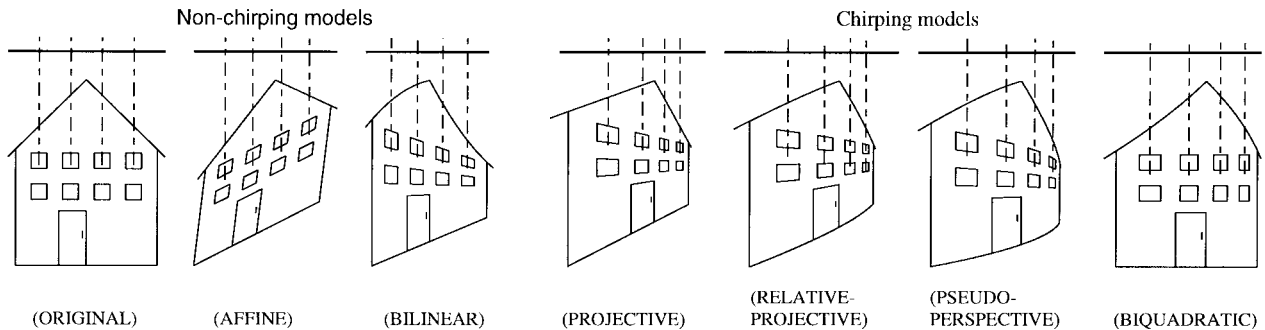 Non-chirping models
Chirping models
(ORIGINAL)
(AFFINE)
(BILINEAR)
(PROJECTIVE)
(RELATIVE-
PROJECTIVE)
(PSEUDO-
PERSPECTIVE)
(BIQUADRATIC)